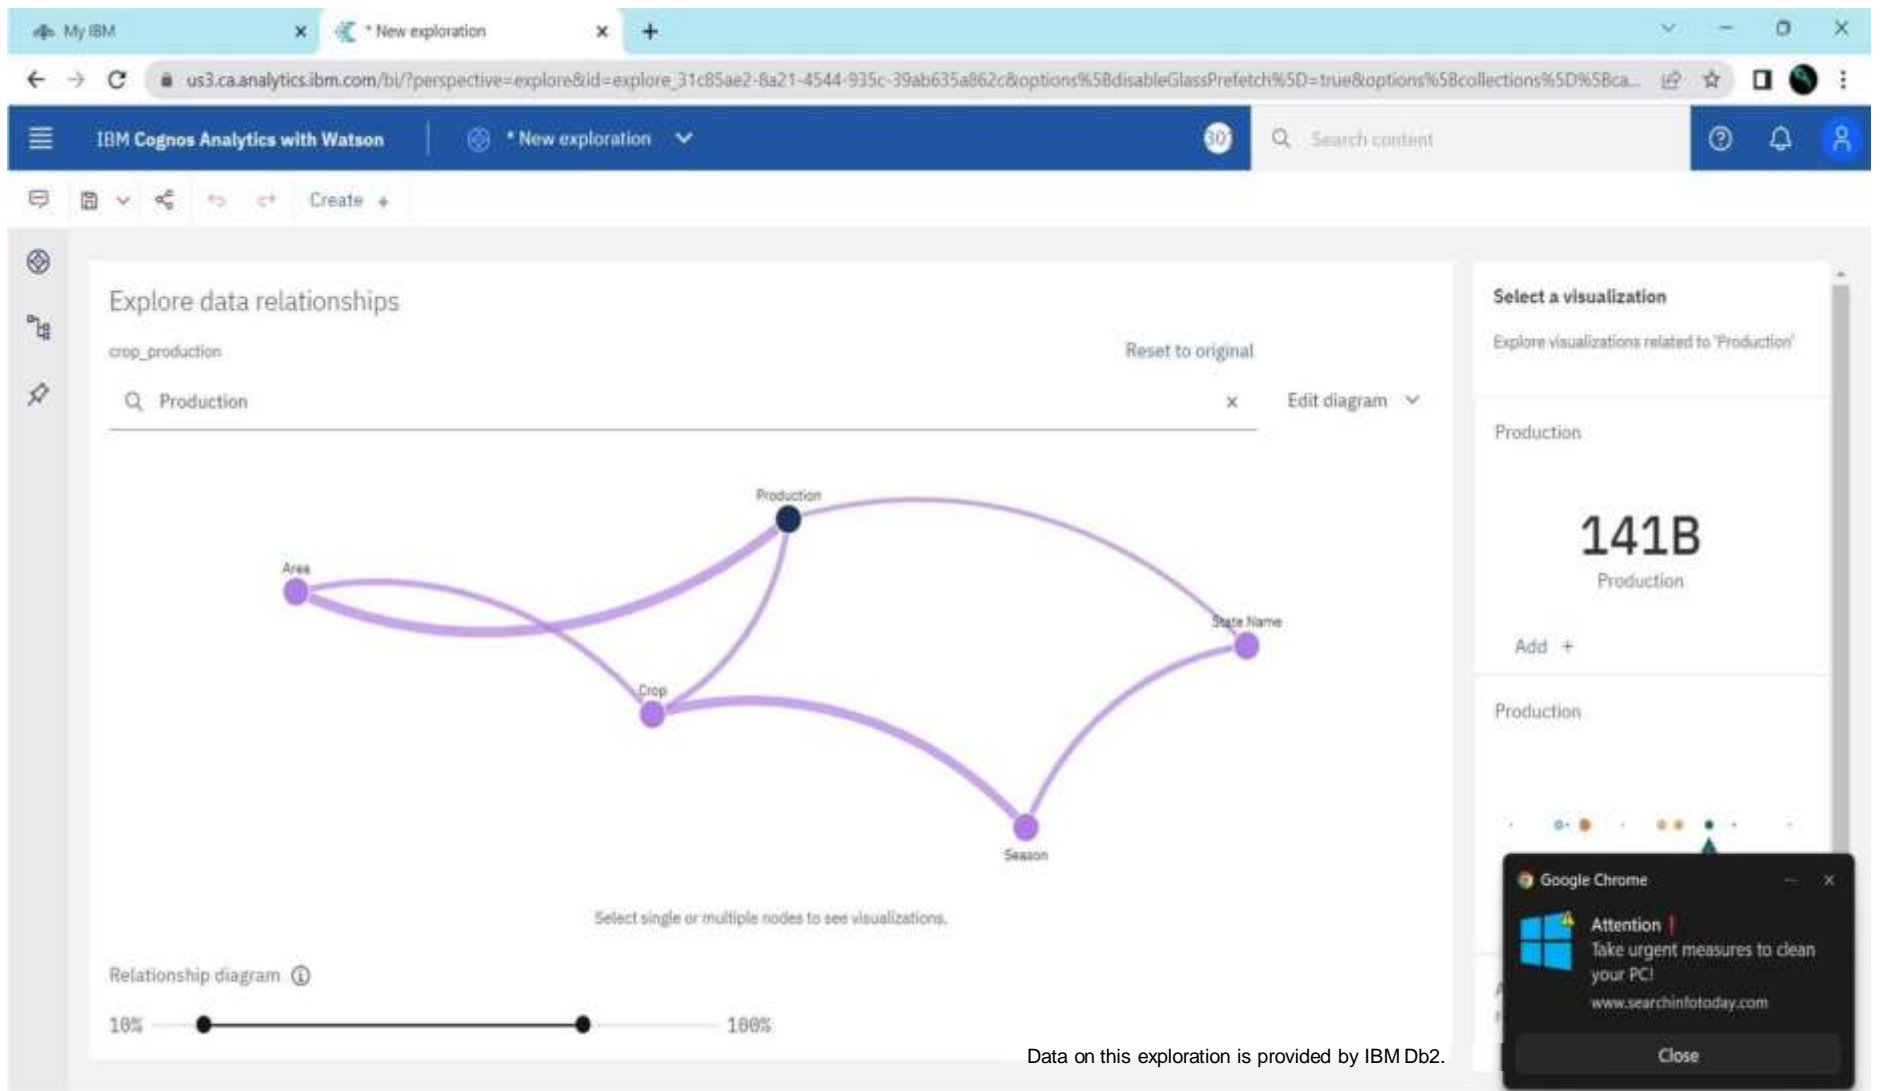 My IBM
* New exploration
us3.ca.analytics.ibm.com/bi/?perspective=explore&id=explore_31c85ae2-8a21-4544-935c-39ab635a862c&options%5BdisableGlassPrefetch%5D=true&options%5Bcollections%5D%5Bca...
IBM Cognos Analytics with Watson
* New exploration
Search content
Create +
Explore data relationships
crop_production
Reset to original
Production
Edit diagram
Production
Area
State Name
Crop
Season
Select single or multiple nodes to see visualizations.
Relationship diagram
10%
100%
Data on this exploration is provided by IBM Db2.
Select a visualization
Explore visualizations related to 'Production'
Production
141B
Production
Add +
Production
Google Chrome
Attention❗
Take urgent measures to clean
your PC!
www.searchinfotoday.com
Close